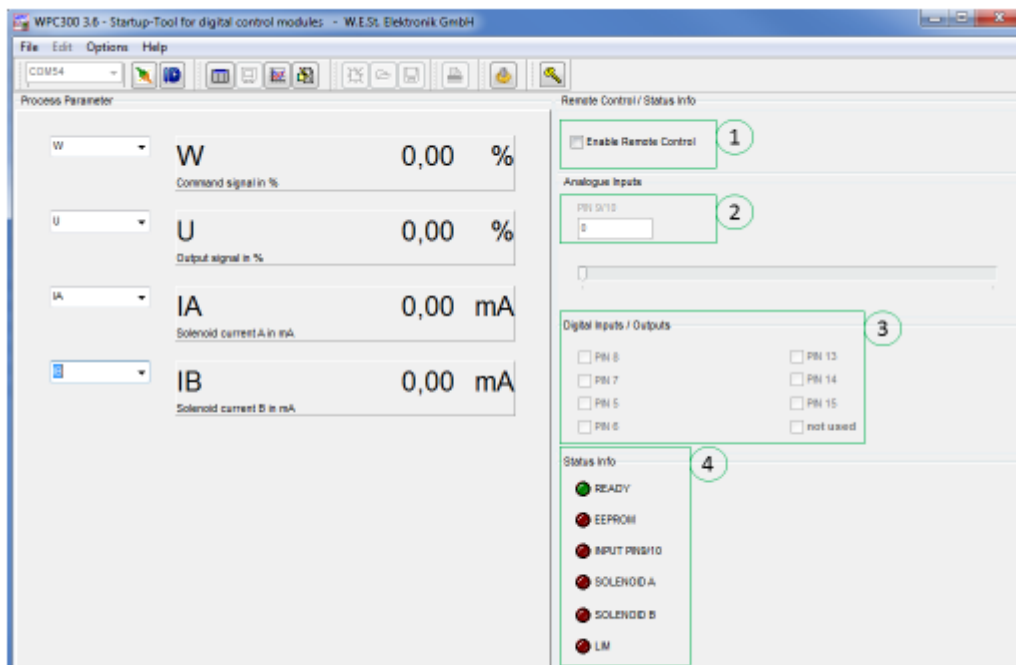 WPC300 3.6 - Startup-Tool for digital control modules - W.E.St. Elektronik GmbH
File Edit Options Help
COM54
Process Parameter
W
W 0,00 %
Command signal in %
U
U 0,00 %
Output signal in %
IA
IA 0,00 mA
Solenoid current A in mA
IB 0,00 mA
Solenoid current B in mA
Remote Control / Status Info
Enable Remote Control
1
Analogue Inputs
PIN 9/10
0
2
Digital Inputs / Outputs
3
PIN 8 PIN 13
PIN 7 PIN 14
PIN 5 PIN 15
PIN 6 not used
Status Info
4
READY
EEPROM
INPUT PIN9/10
SOLENOID A
SOLENOID B
LIM